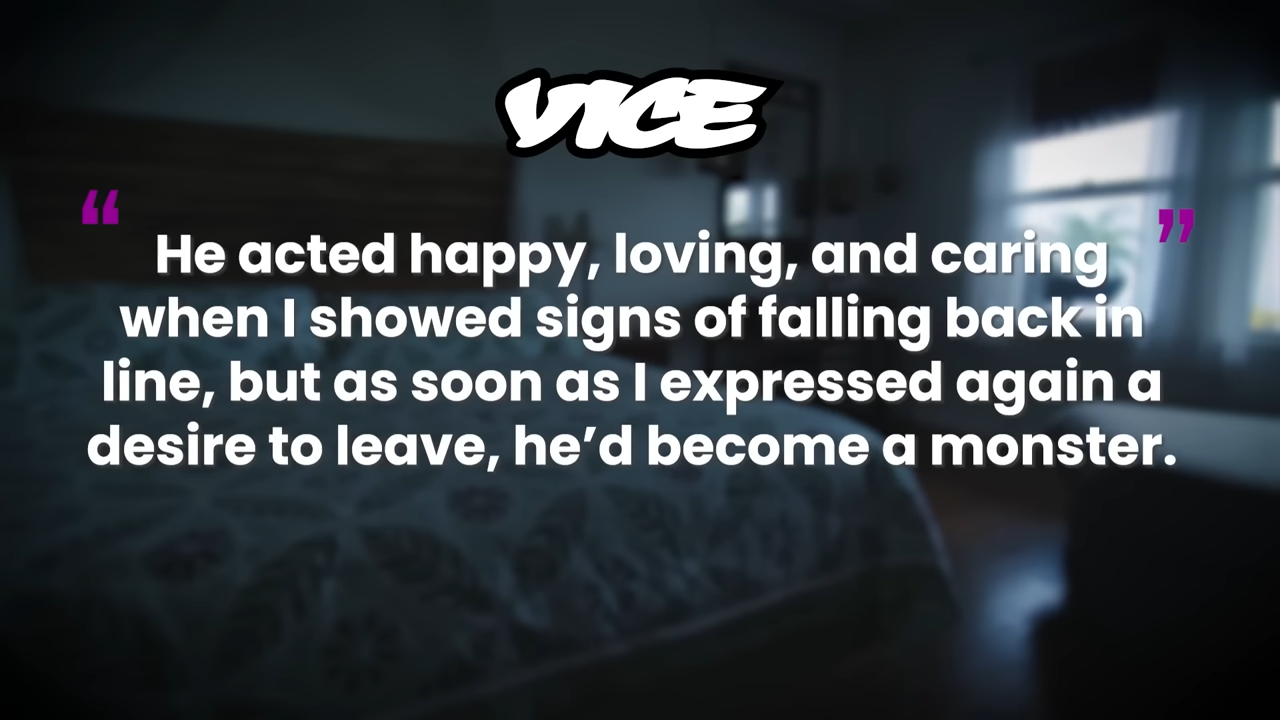 VICE
“ He acted happy, loving, and caring ”
when I showed signs of falling back in
line, but as soon as I expressed again a
desire to leave, he’d become a monster.